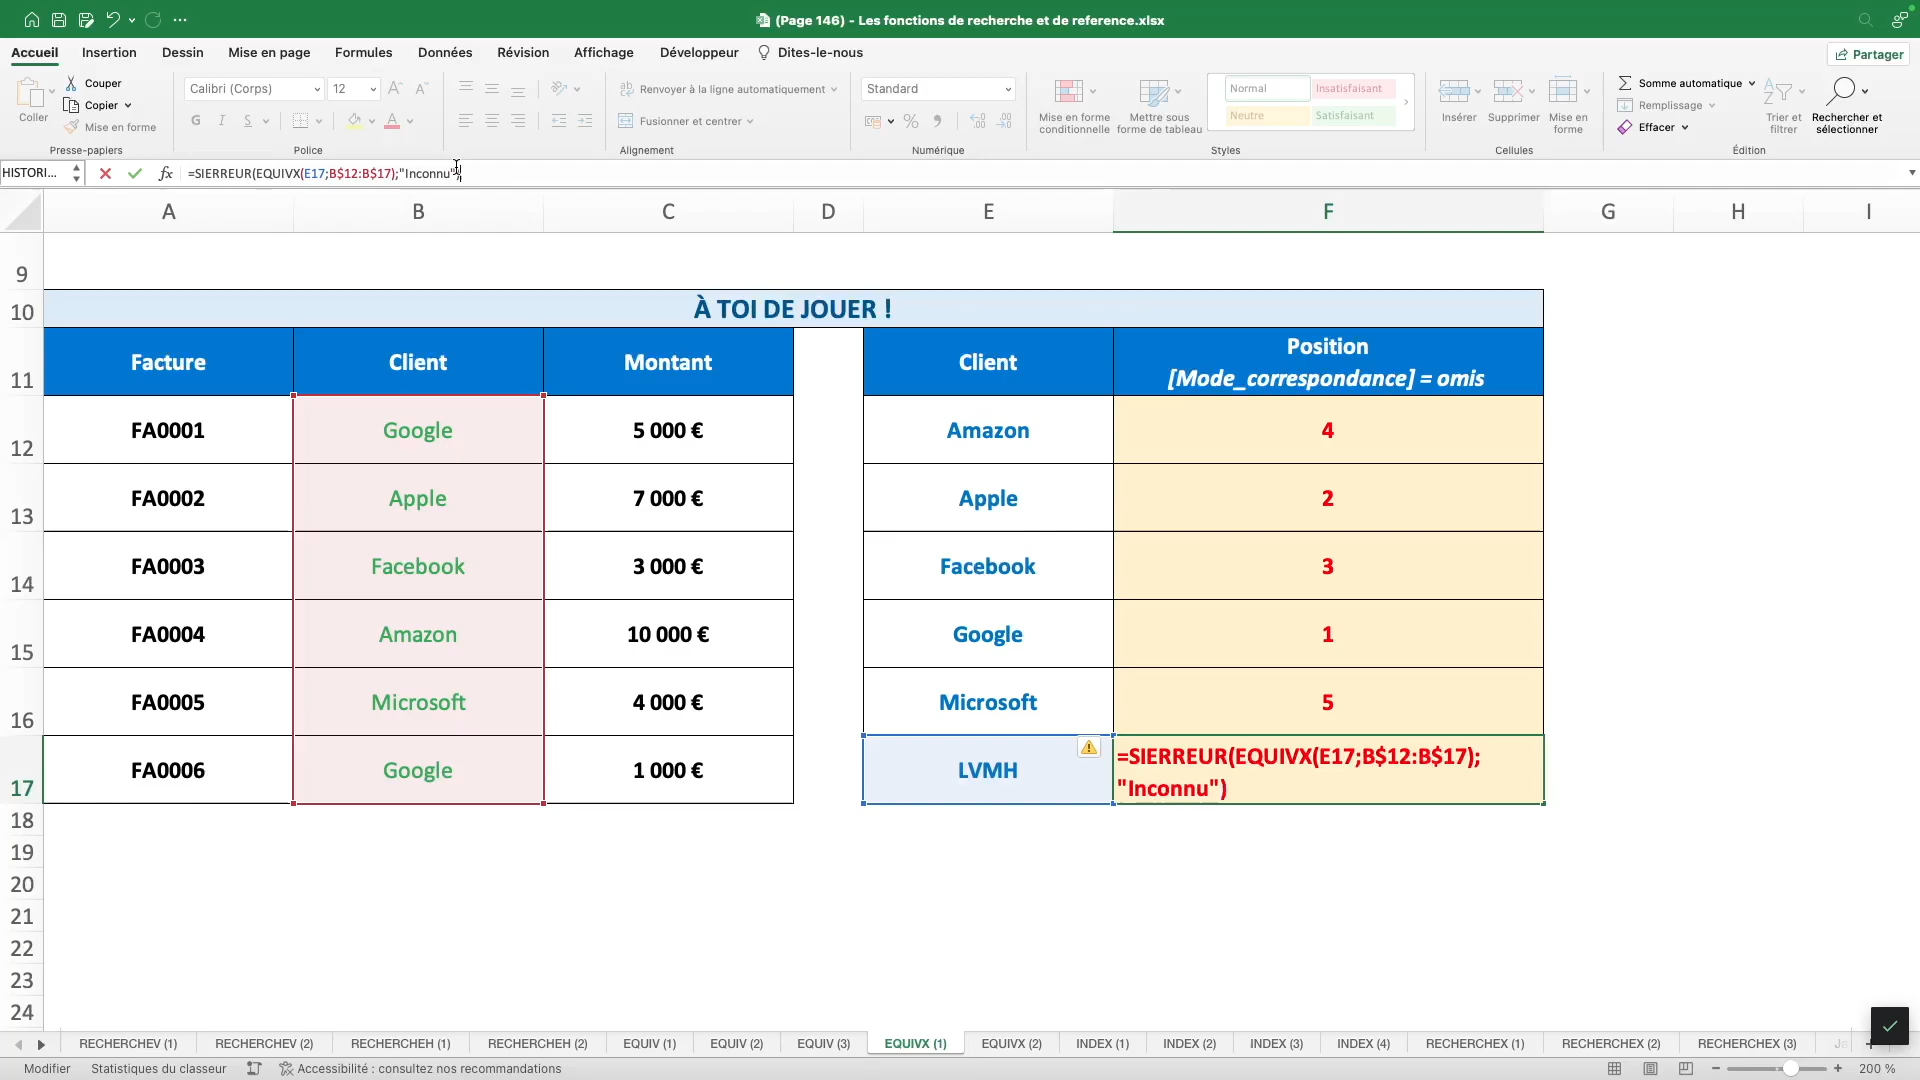 (Page 146) - Les fonctions de recherche et de reference.xlsx
Accueil Insertion Dessin Mise en page Formules Données Révision Affichage Développeur Dites-le-nous Partager
Coller
Couper
Copier
Mise en forme
Presse-papiers
Calibri (Corps) 12
G I S
Police
Renvoyer à la ligne automatiquement
Fusionner et centrer
Alignement
Standard
Numérique
Mise en forme conditionnelle
Mettre sous forme de tableau
Normal Insatisfaisant
Neutre Satisfaisant
Styles
Insérer Supprimer Mise en forme
Cellules
Somme automatique
Remplissage
Effacer
Trier et filtrer
Rechercher et sélectionner
Édition
HISTORI... fx =SIERREUR(EQUIVX(E17;B$12:B$17);"Inconnu")
A B C D E F G H I
9
10 À TOI DE JOUER !
11 Facture Client Montant Client Position
[Mode_correspondance] = omis
12 FA0001 Google 5 000 € Amazon 4
13 FA0002 Apple 7 000 € Apple 2
14 FA0003 Facebook 3 000 € Facebook 3
15 FA0004 Amazon 10 000 € Google 1
16 FA0005 Microsoft 4 000 € Microsoft 5
17 FA0006 Google 1 000 € LVMH =SIERREUR(EQUIVX(E17;B$12:B$17);
"Inconnu")
18
19
20
21
22
23
24
RECHERCHEV (1) RECHERCHEV (2) RECHERCHEH (1) RECHERCHEH (2) EQUIV (1) EQUIV (2) EQUIV (3) EQUIVX (1) EQUIVX (2) INDEX (1) INDEX (2) INDEX (3) INDEX (4) RECHERCHEX (1) RECHERCHEX (2) RECHERCHEX (3)
Modifier Statistiques du classeur Accessibilité : consultez nos recommandations 200 %